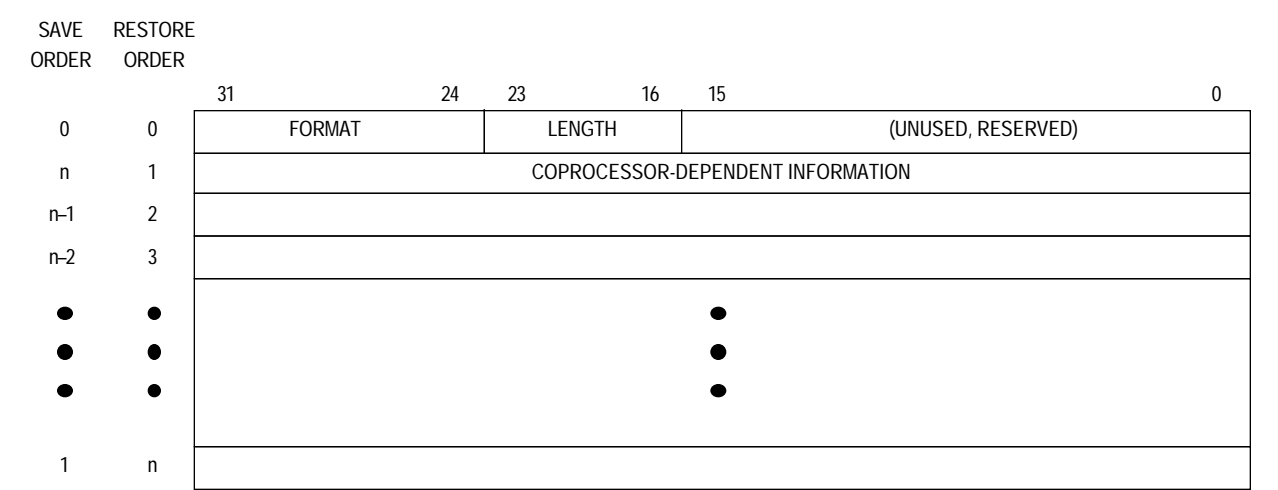 SAVE RESTORE
ORDER ORDER
31 24 23 16 15 0
0 0 FORMAT LENGTH (UNUSED, RESERVED)
n 1 COPROCESSOR-DEPENDENT INFORMATION
n–1 2
n–2 3
1 n